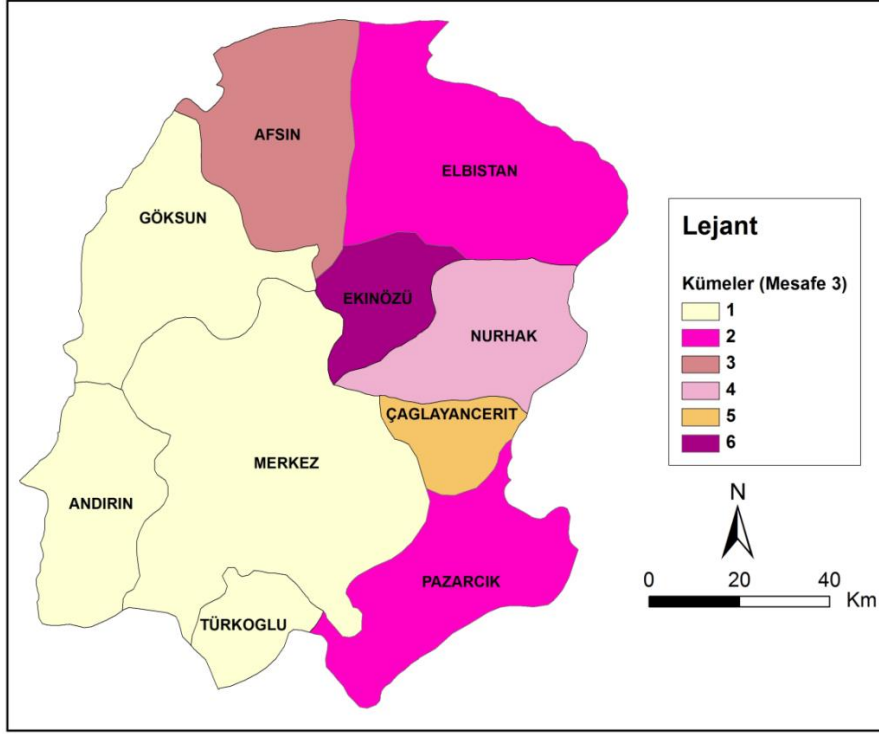 AFSIN
ELBISTAN
GÖKSUN
EKINÖZÜ
NURHAK
ÇAGLAYANCERIT
MERKEZ
ANDIRIN
PAZARCIK
TÜRKOGLU
Lejant
Kümeler (Mesafe 3)
1
2
3
4
5
6
N
0 20 40
Km